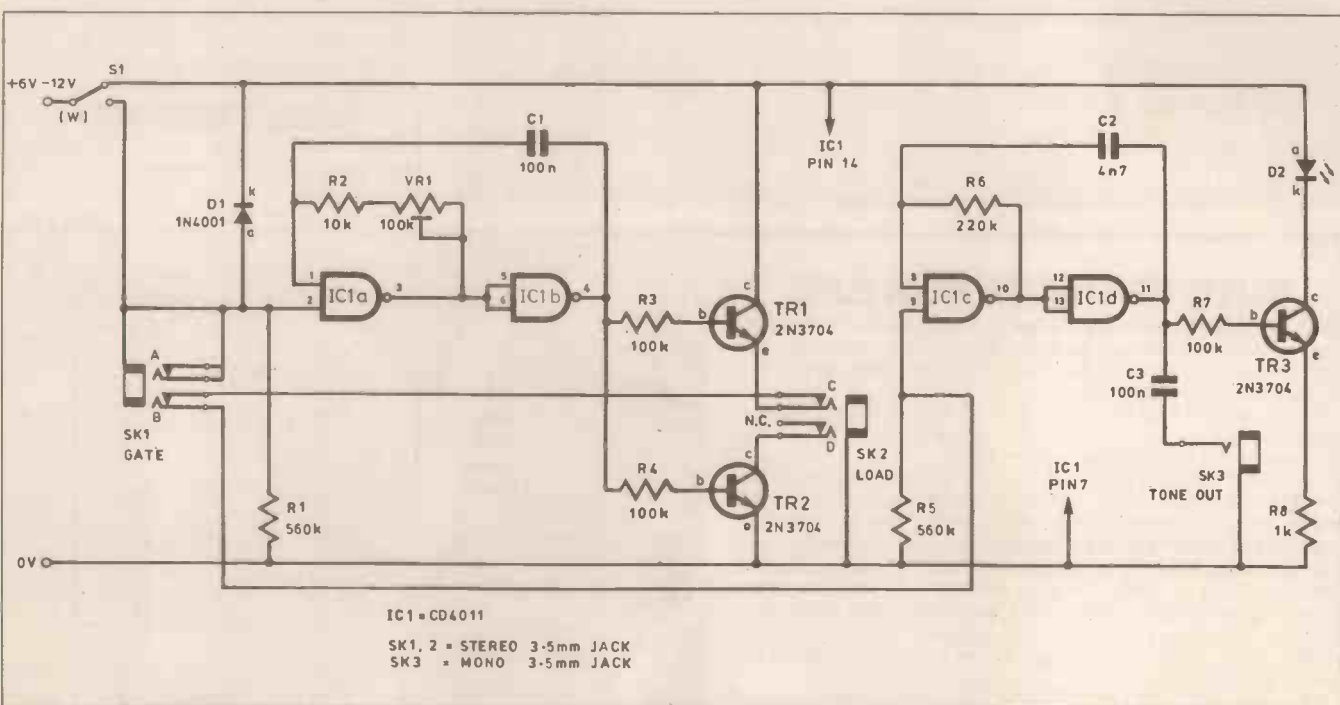 S1
+6V-12V
(W)
C1
100n
IC1
PIN 14
C2
4n7
a
D2
k
R2
10k
VR1
100k
R6
220k
k
D1
1N4001
a
1
2
IC1a
3
5
6
IC1b
4
8
9
IC1c
10
12
13
IC1d
11
R3
100k
b
c
e
TR1
2N3704
R7
100k
b
c
e
TR3
2N3704
A
B
SK1
GATE
C
N.C.
D
SK2
LOAD
C3
100n
SK3
TONE OUT
R4
100k
b
c
e
TR2
2N3704
R1
560k
R5
560k
IC1
PIN7
R8
1k
0V
IC1 = CD4011
SK1, 2 = STEREO 3·5mm JACK
SK3 = MONO 3·5mm JACK